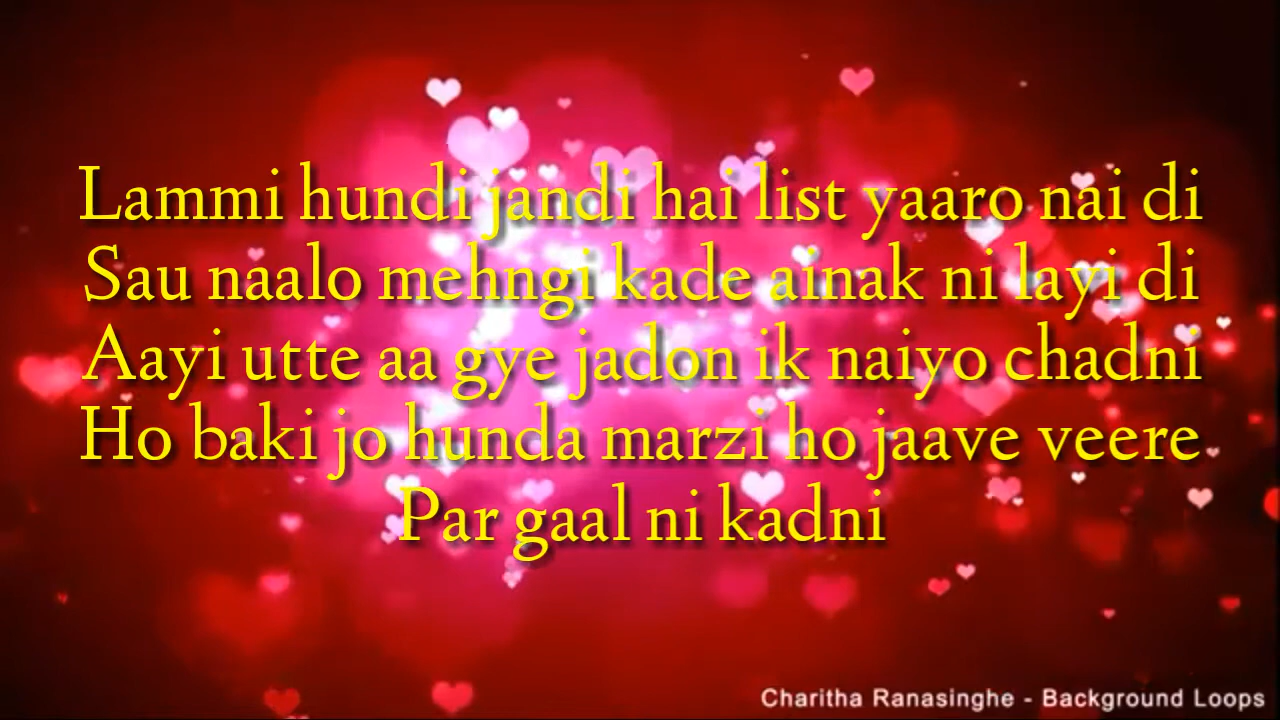 Lammi hundi jandi hai list yaaro nai di
Sau naalo mehngi kade ainak ni layi di
Aayi utte aa gye jadon ik naiyo chadni
Ho baki jo hunda marzi ho jaave veere
Par gaal ni kadni
Charitha Ranasinghe - Background Loops